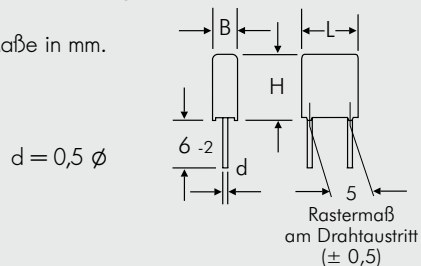 B
L
aße in mm.
H
6 -2
d = 0,5 ϕ
d
5
Rastermaß
am Drahtaustritt
(± 0,5)